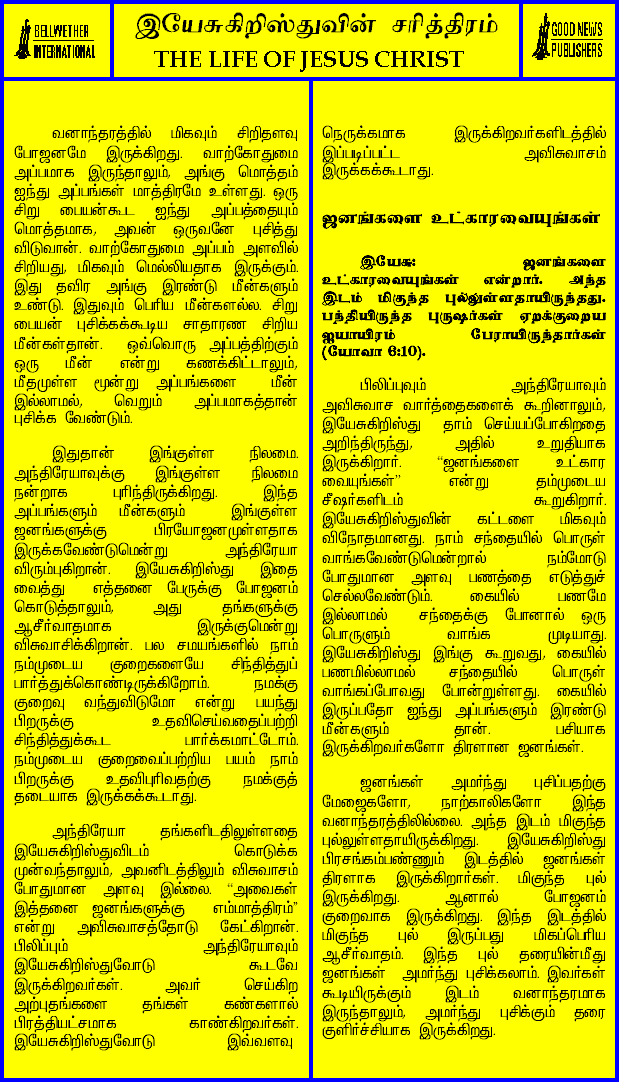 BELLWETHER
INTERNATIONAL
இயேசுகிறிஸ்துவின் சரித்திரம்
THE LIFE OF JESUS CHRIST
GOOD NEWS
PUBLISHERS
வனாந்தரத்தில் மிகவும் சிறிதளவு
போஜனமே இருக்கிறது. வாற்கோதுமை
அப்பமாக இருந்தாலும், அங்கு மொத்தம்
ஐந்து அப்பங்கள் மாத்திரமே உள்ளது. ஒரு
சிறு பையன்கூட ஐந்து அப்பத்தையும்
மொத்தமாக, அவன் ஒருவனே புசித்து
விடுவான். வாற்கோதுமை அப்பம் அளவில்
சிறியது, மிகவும் மெல்லியதாக இருக்கும்.
இது தவிர அங்கு இரண்டு மீன்களும்
உண்டு. இதுவும் பெரிய மீன்களல்ல. சிறு
பையன் புசிக்கக்கூடிய சாதாரண சிறிய
மீன்கள்தான். ஒவ்வொரு அப்பத்திற்கும்
ஒரு மீன் என்று கணக்கிட்டாலும்,
மீதமுள்ள மூன்று அப்பங்களை மீன்
இல்லாமல், வெறும் அப்பமாகத்தான்
புசிக்க வேண்டும்.
இதுதான் இங்குள்ள நிலமை.
அந்திரேயாவுக்கு இங்குள்ள நிலமை
நன்றாக புரிந்திருக்கிறது. இந்த
அப்பங்களும் மீன்களும் இங்குள்ள
ஜனங்களுக்கு பிரயோஜனமுள்ளதாக
இருக்கவேண்டுமென்று அந்திரேயா
விரும்புகிறான். இயேசுகிறிஸ்து இதை
வைத்து எத்தனை பேருக்கு போஜனம்
கொடுத்தாலும், அது தங்களுக்கு
ஆசீர்வாதமாக இருக்குமென்று
விசுவாசிக்கிறான். பல சமயங்களில் நாம்
நம்முடைய குறைகளையே சிந்தித்துப்
பார்த்துக்கொண்டிருக்கிறோம். நமக்கு
குறைவு வந்துவிடுமோ என்று பயந்து
பிறருக்கு உதவிசெய்வதைப்பற்றி
சிந்தித்துக்கூட பார்க்கமாட்டோம்.
நம்முடைய குறைவைப்பற்றிய பயம் நாம்
பிறருக்கு உதவிபுரிவதற்கு நமக்குத்
தடையாக இருக்கக்கூடாது.
அந்திரேயா தங்களிடதிலுள்ளதை
இயேசுகிறிஸ்துவிடம் கொடுக்க
முன்வந்தாலும், அவனிடத்திலும் விசுவாசம்
போதுமான அளவு இல்லை. “அவைகள்
இத்தனை ஜனங்களுக்கு எம்மாத்திரம்”
என்று அவிசுவாசத்தோடு கேட்கிறான்.
பிலிப்பும் அந்திரேயாவும்
இயேசுகிறிஸ்துவோடு கூடவே
இருக்கிறவர்கள். அவர் செய்கிற
அற்புதங்களை தங்கள் கண்களால்
பிரத்தியட்சமாக காண்கிறவர்கள்.
இயேசுகிறிஸ்துவோடு இவ்வளவு
நெருக்கமாக இருக்கிறவர்களிடத்தில்
இப்படிப்பட்ட அவிசுவாசம்
இருக்கக்கூடாது.
ஜனங்களை உட்காரவையுங்கள்
இயேசு: ஜனங்களை
உட்காரவையுங்கள் என்றார். அந்த
இடம் மிகுந்த புல்லுள்ளதாயிருந்தது.
பந்தியிருந்த புருஷர்கள் ஏறக்குறைய
ஐயாயிரம் பேராயிருந்தார்கள்
(யோவா 6:10).
பிலிப்புவும் அந்திரேயாவும்
அவிசுவாச வார்த்தைகளைக் கூறினாலும்,
இயேசுகிறிஸ்து தாம் செய்யப்போகிறதை
அறிந்திருந்து, அதில் உறுதியாக
இருக்கிறார். “ஜனங்களை உட்கார
வையுங்கள்” என்று தம்முடைய
சீஷர்களிடம் கூறுகிறார்.
இயேசுகிறிஸ்துவின் கட்டளை மிகவும்
விநோதமானது. நாம் சந்தையில் பொருள்
வாங்கவேண்டுமென்றால் நம்மோடு
போதுமான அளவு பணத்தை எடுத்துச்
செல்லவேண்டும். கையில் பணமே
இல்லாமல் சந்தைக்கு போனால் ஒரு
பொருளும் வாங்க முடியாது.
இயேசுகிறிஸ்து இங்கு கூறுவது, கையில்
பணமில்லாமல் சந்தையில் பொருள்
வாங்கப்போவது போன்றுள்ளது. கையில்
இருப்பதோ ஐந்து அப்பங்களும் இரண்டு
மீன்களும் தான். பசியாக
இருக்கிறவர்களோ திரளான ஜனங்கள்.
ஜனங்கள் அமர்ந்து புசிப்பதற்கு
மேஜைகளோ, நாற்காலிகளோ இந்த
வனாந்தரத்திலில்லை. அந்த இடம் மிகுந்த
புல்லுள்ளதாயிருக்கிறது. இயேசுகிறிஸ்து
பிரசங்கம்பண்ணும் இடத்தில் ஜனங்கள்
திரளாக இருக்கிறார்கள். மிகுந்த புல்
இருக்கிறது. ஆனால் போஜனம்
குறைவாக இருக்கிறது. இந்த இடத்தில்
மிகுந்த புல் இருப்பது மிகப்பெரிய
ஆசீர்வாதம். இந்த புல் தரையின்மீது
ஜனங்கள் அமர்ந்து புசிக்கலாம். இவர்கள்
கூடியிருக்கும் இடம் வனாந்தரமாக
இருந்தாலும், அமர்ந்து புசிக்கும் தரை
குளிர்ச்சியாக இருக்கிறது.